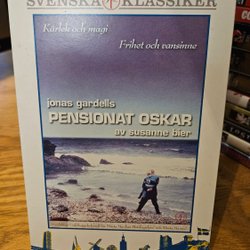 SVENSKA KLASSIKER
Kärlek och magi
Frihet och vansinne
jonas gardells
PENSIONAT OSKAR
av susanne bier